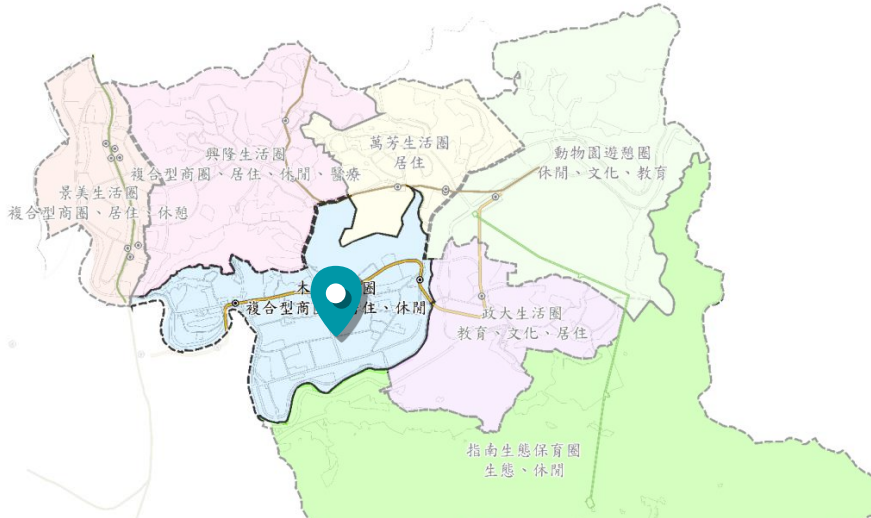 萬芳生活圈
居住
興隆生活圈
複合型商圈、居住、休閒、醫療
動物園遊憩圈
休閒、文化、教育
景美生活圈
複合型商圈、居住、休憩
木 圈
複合型商 居住、休閒
政大生活圈
教育、文化、居住
指南生態保育圈
生態、休閒